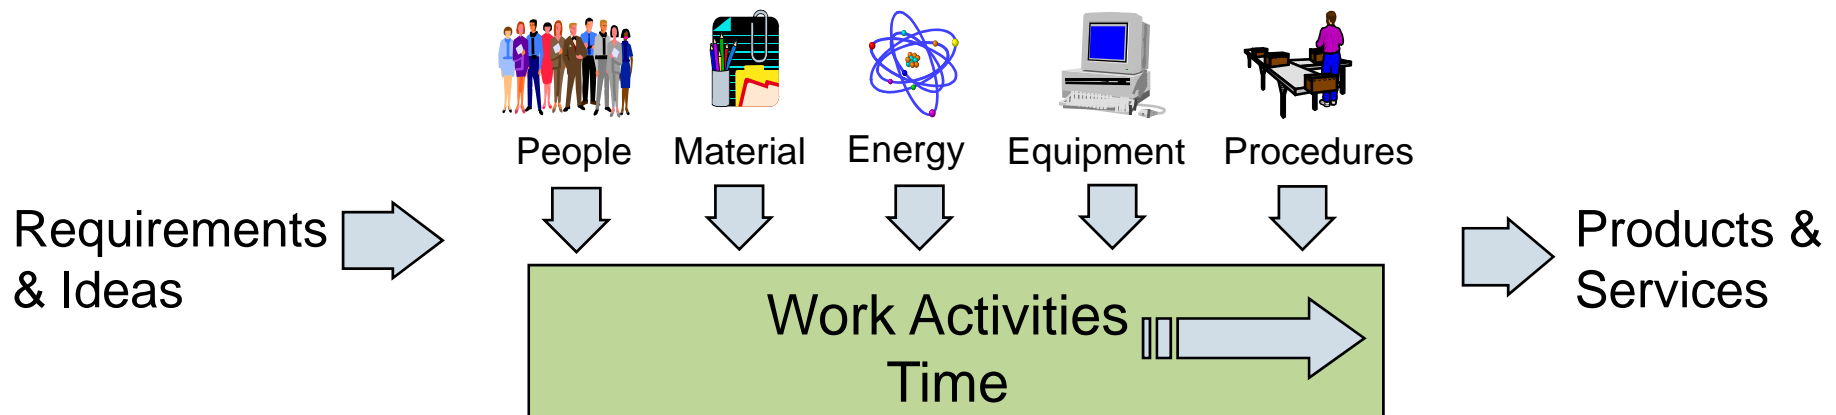 People
Material
Energy
Equipment
Procedures
Requirements
& Ideas
Work Activities
Time
Products &
Services